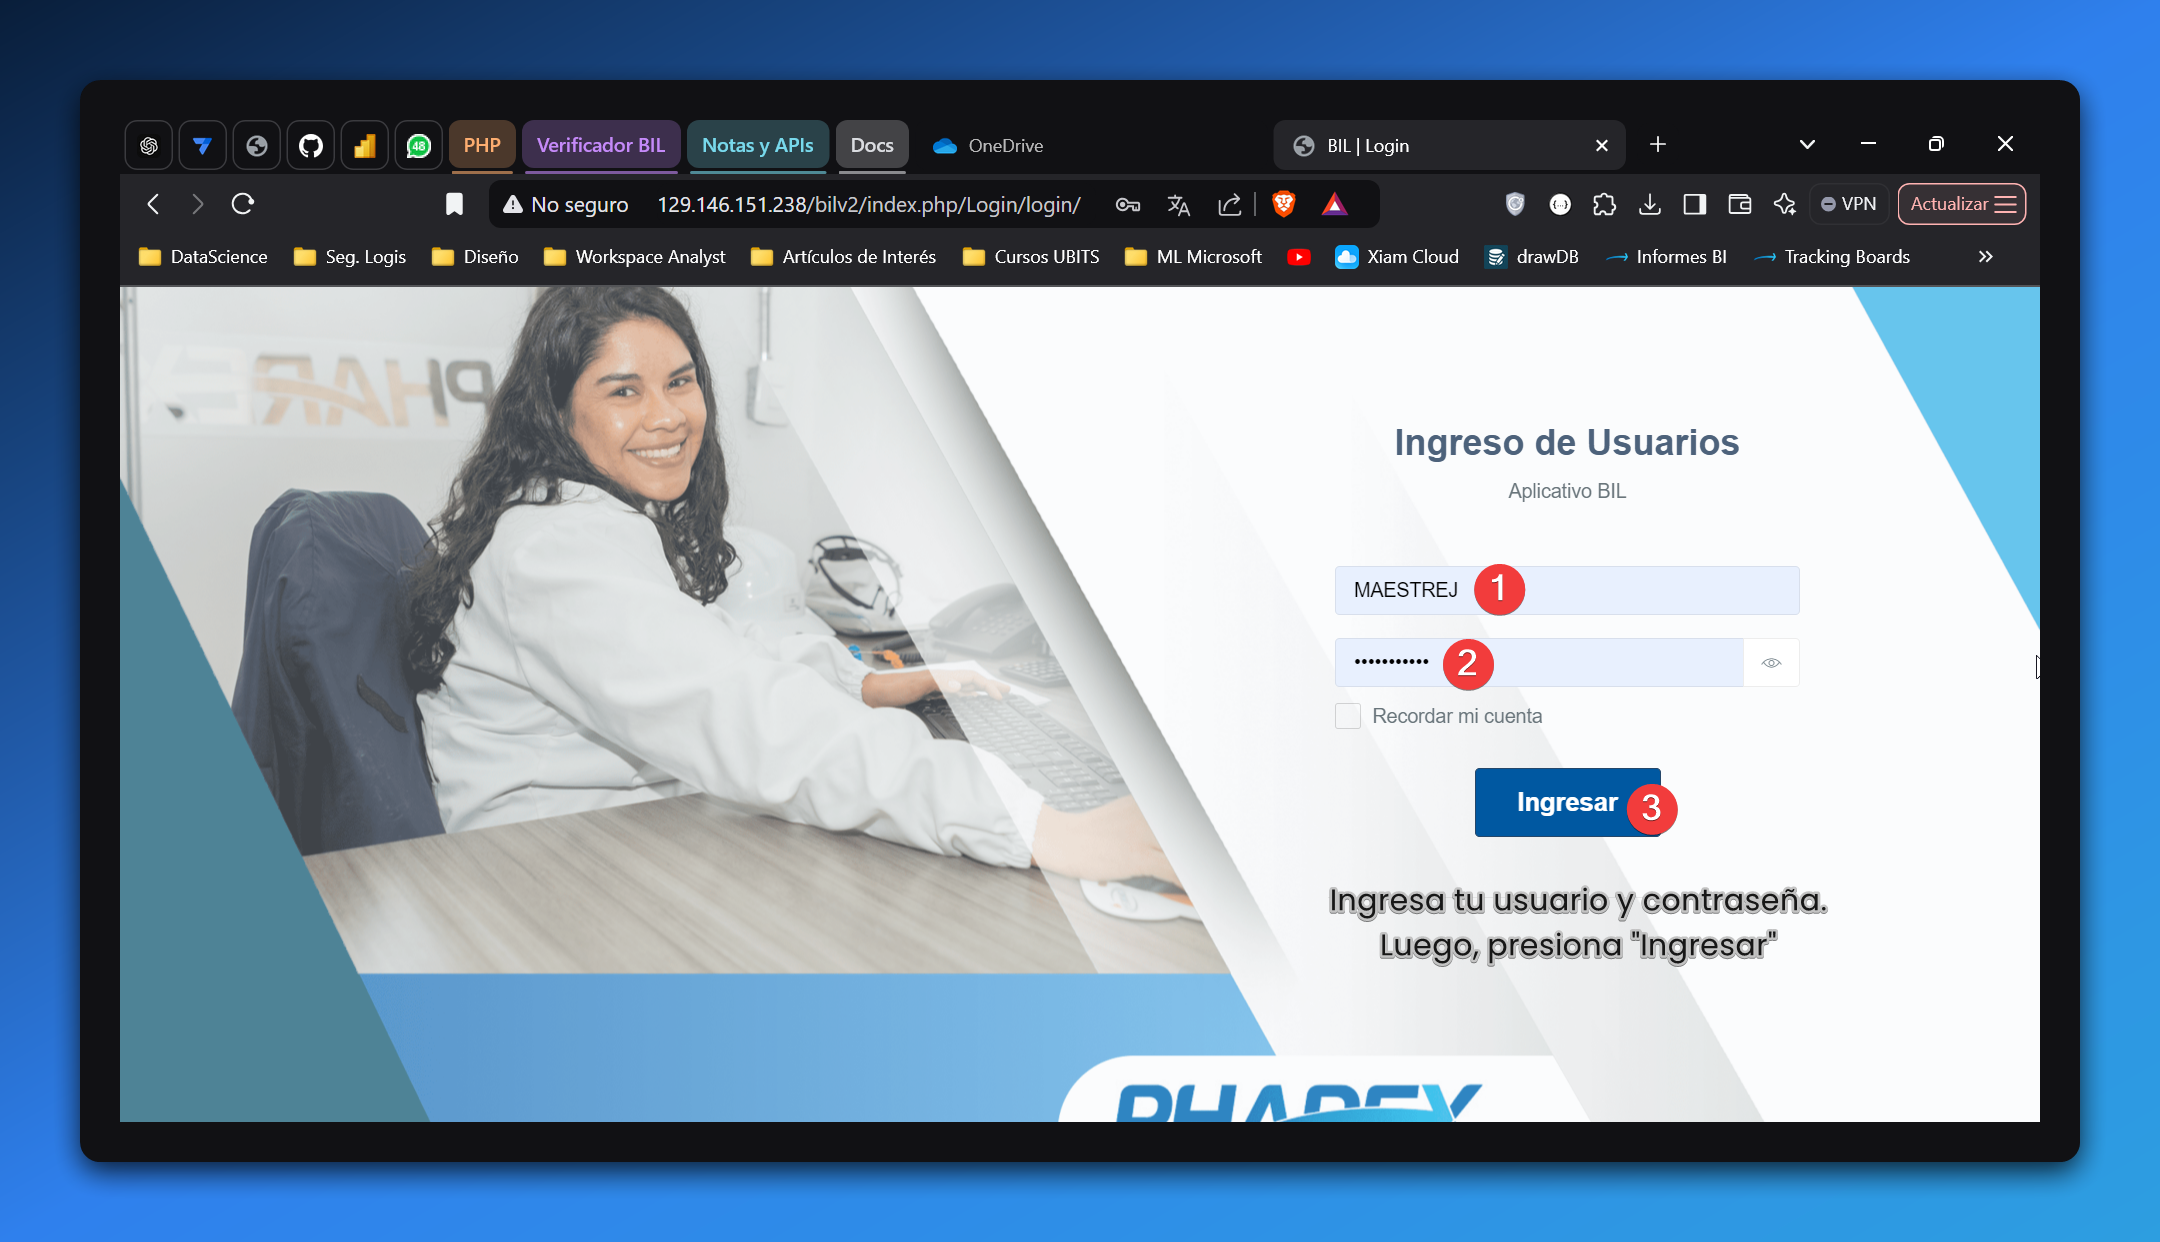 48
PHP
Verificador BIL
Notas y APIs
Docs
OneDrive
BIL | Login
No seguro
129.146.151.238/bilv2/index.php/Login/login/
VPN
Actualizar
DataScience
Seg. Logis
Diseño
Workspace Analyst
Artículos de Interés
Cursos UBITS
ML Microsoft
Xiam Cloud
drawDB
Informes BI
Tracking Boards
PHAREX
Ingreso de Usuarios
Aplicativo BIL
MAESTREJ
1
2
Recordar mi cuenta
Ingresar
3
Ingresa tu usuario y contraseña.
Luego, presiona "Ingresar"
PHAREX